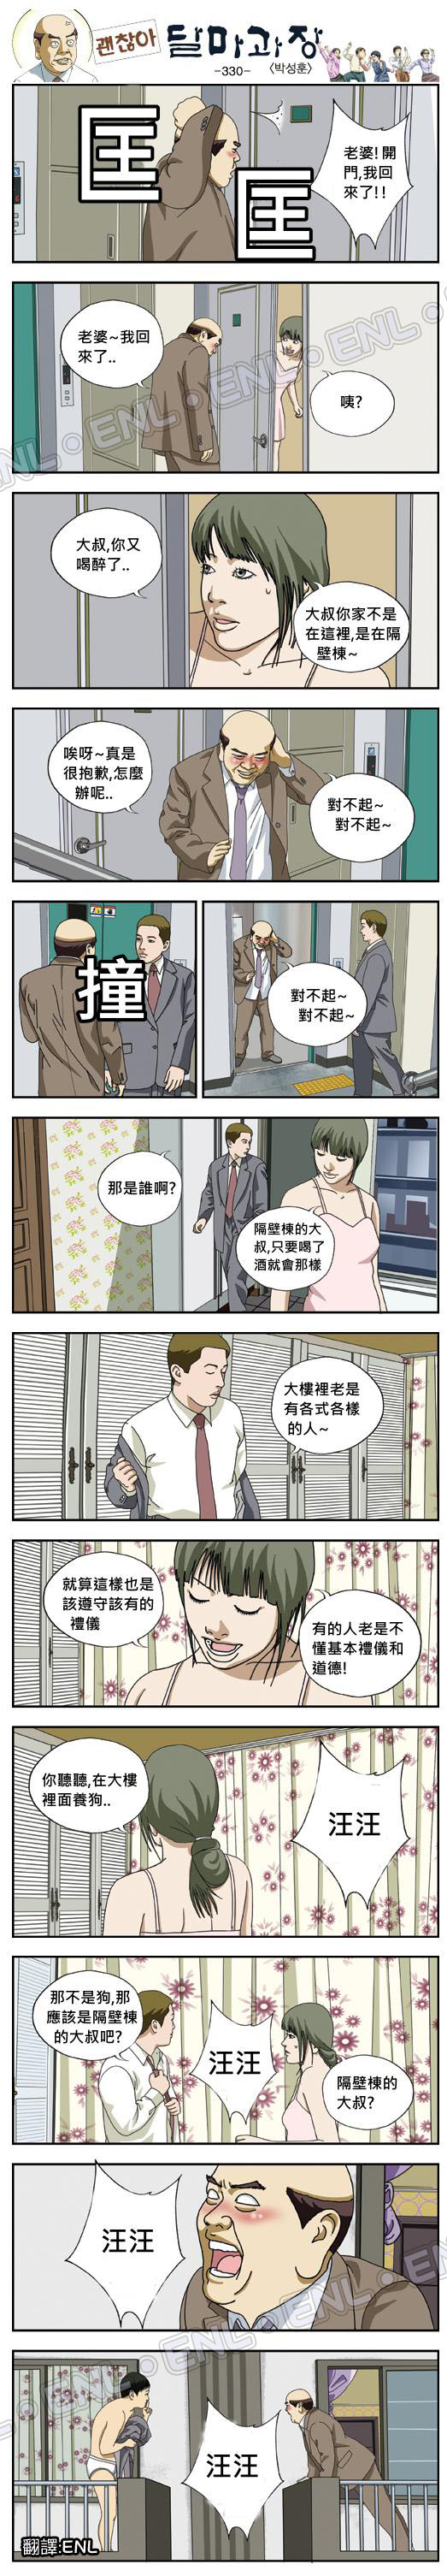 괜찮아 달마과장
-330- <박성훈>
匡
匡
老婆! 開
門,我回
來了!!
老婆~我回
來了..
咦?
大叔,你又
喝醉了..
大叔你家不是
在這裡,是在隔
壁棟~
唉呀~真是
很抱歉,怎麼
辦呢..
對不起~
對不起~
撞
對不起~
對不起~
那是誰啊?
隔壁棟的大
叔,只要喝了
酒就會那樣
大樓裡老是
有各式各樣
的人~
就算這樣也是
該遵守該有的
禮儀
有的人老是不
懂基本禮儀和
道德!
你聽聽,在大樓
裡面養狗..
汪汪
那不是狗,那
應該是隔壁棟
的大叔吧?
汪汪
隔壁棟的
大叔?
汪汪
汪汪
翻譯:ENL
ENL ENL ENL ENL
ENL ENL ENL ENL